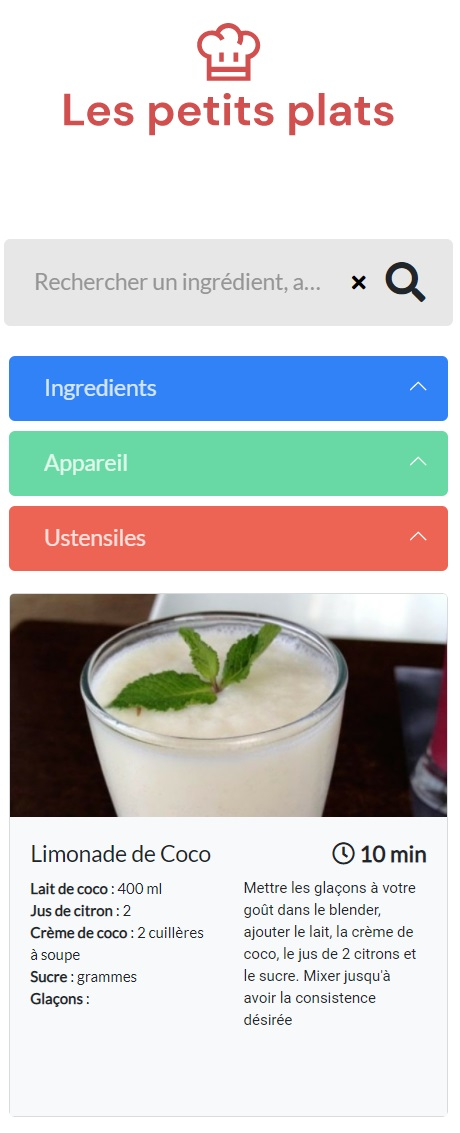 Les petits plats
Rechercher un ingrédient, a...
Ingredients
Appareil
Ustensiles
Limonade de Coco
10 min
Lait de coco : 400 ml
Jus de citron : 2
Crème de coco : 2 cuillères
à soupe
Sucre : grammes
Glaçons :
Mettre les glaçons à votre
goût dans le blender,
ajouter le lait, la crème de
coco, le jus de 2 citrons et
le sucre. Mixer jusqu'à
avoir la consistence
désirée